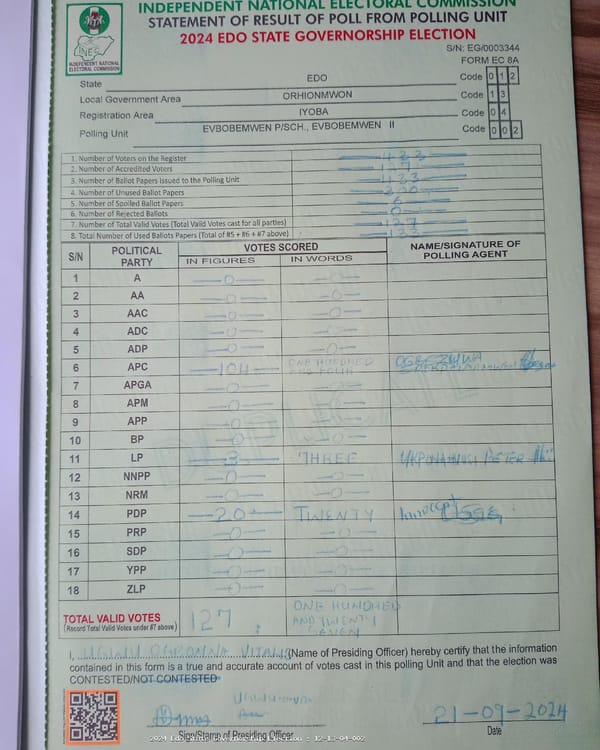 INDEPENDENT NATIONAL ELECTORAL COMMISSION
STATEMENT OF RESULT OF POLL FROM POLLING UNIT
2024 EDO STATE GOVERNORSHIP ELECTION
INEC
INDEPENDENT NATIONAL ELECTORAL COMMISSION
S/N: EG/0003344
FORM EC 8A
State EDO Code 0 1 2
Local Government Area ORHIONMWON Code 1 3
Registration Area IYOBA Code 0 4
Polling Unit EVBOBEMWEN P/SCH., EVBOBEMWEN II Code 0 0 2
1. Number of Voters on the Register 423
2. Number of Accredited Voters
3. Number of Ballot Papers Issued to the Polling Unit 423
4. Number of Unused Ballot Papers
5. Number of Spoiled Ballot Papers
6. Number of Rejected Ballots 0
7. Number of Total Valid Votes (Total Valid Votes cast for all parties) 127
8. Total Number of Used Ballots Papers (Total of #5 + #6 + #7 above)
S/N POLITICAL PARTY VOTES SCORED NAME/SIGNATURE OF POLLING AGENT
IN FIGURES IN WORDS
1 A 0 0
2 AA 0 0
3 AAC 0 0
4 ADC 0 0
5 ADP 0 0
6 APC 104 ONE HUNDRED AND FOUR
7 APGA 0 0
8 APM 0 0
9 APP 0 0
10 BP 0 0
11 LP 3 THREE PETER
12 NNPP 0 0
13 NRM 0 0
14 PDP 20 TWENTY
15 PRP 0 0
16 SDP 0 0
17 YPP 0 0
18 ZLP 0 0
TOTAL VALID VOTES 127 ONE HUNDRED AND TWENTY SEVEN
(Record Total Valid Votes under #7 above)
I, (Name of Presiding Officer) hereby certify that the information
contained in this form is a true and accurate account of votes cast in this polling Unit and that the election was
CONTESTED/NOT CONTESTED
21-09-2024
Sign/Stamp of Presiding Officer Date
2024 Edo State Governorship Election : 12-13-04-002